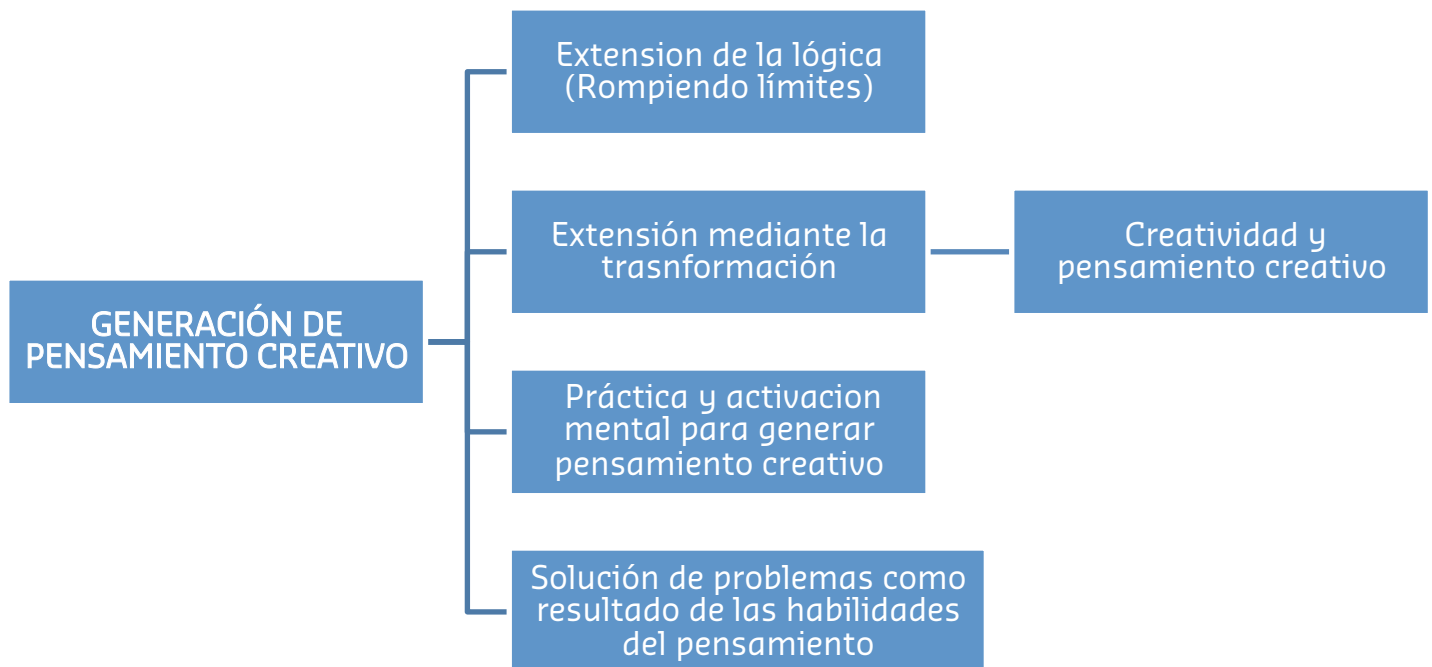 Extension de la lógica
(Rompiendo límites)
Extensión mediante la
trasnformación
Creatividad y
pensamiento creativo
GENERACIÓN DE
PENSAMIENTO CREATIVO
Práctica y activacion
mental para generar
pensamiento creativo
Solución de problemas como
resultado de las habilidades
del pensamiento